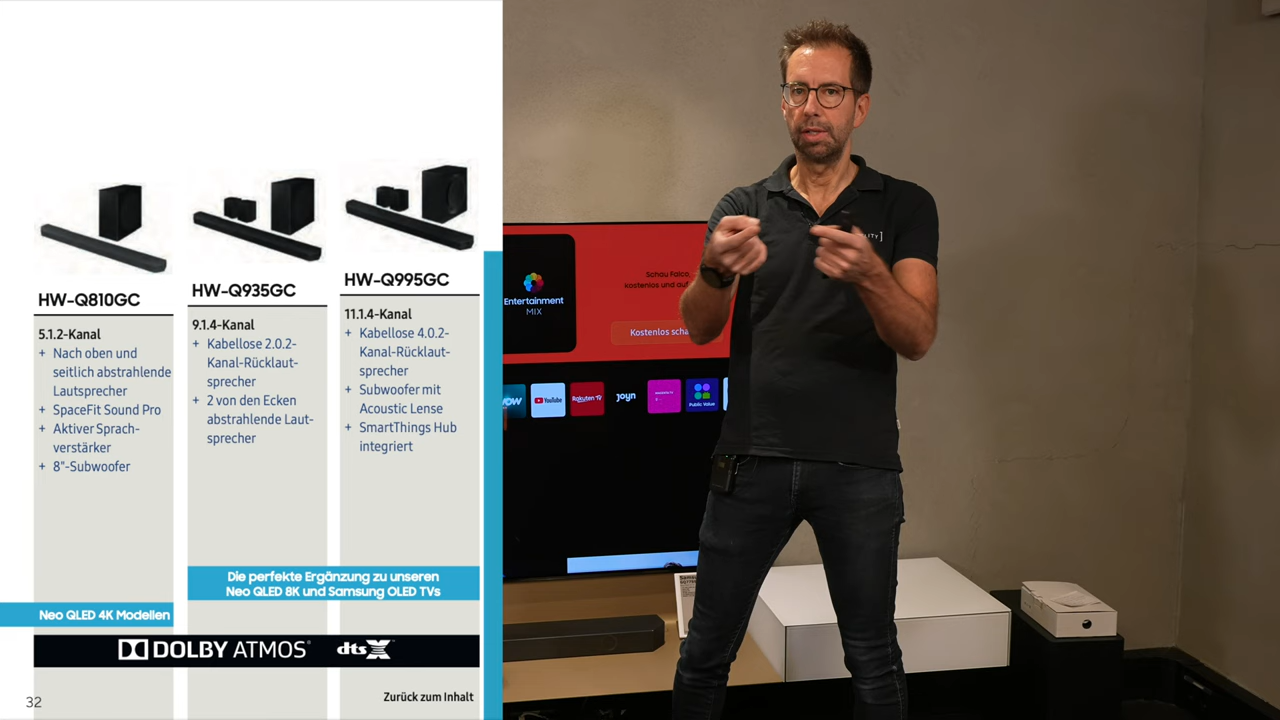 HW-Q810GC
5.1.2-Kanal
+ Nach oben und
seitlich abstrahlende
Lautsprecher
+ SpaceFit Sound Pro
+ Aktiver Sprach-
verstärker
+ 8"-Subwoofer
HW-Q935GC
9.1.4-Kanal
+ Kabellose 2.0.2-
Kanal-Rücklaut-
sprecher
+ 2 von den Ecken
abstrahlende Laut-
sprecher
HW-Q995GC
11.1.4-Kanal
+ Kabellose 4.0.2-
Kanal-Rücklaut-
sprecher
+ Subwoofer mit
Acoustic Lense
+ SmartThings Hub
integriert
Die perfekte Ergänzung zu unseren
Neo QLED 8K und Samsung OLED TVs
Neo QLED 4K Modellen
DOLBY ATMOS
dts X
Zurück zum Inhalt
32
Entertainment
MIX
Schau Falco,
kostenlos und auf
Kostenlos scha
YouTube
Rakuten TV
joyn
Public Value